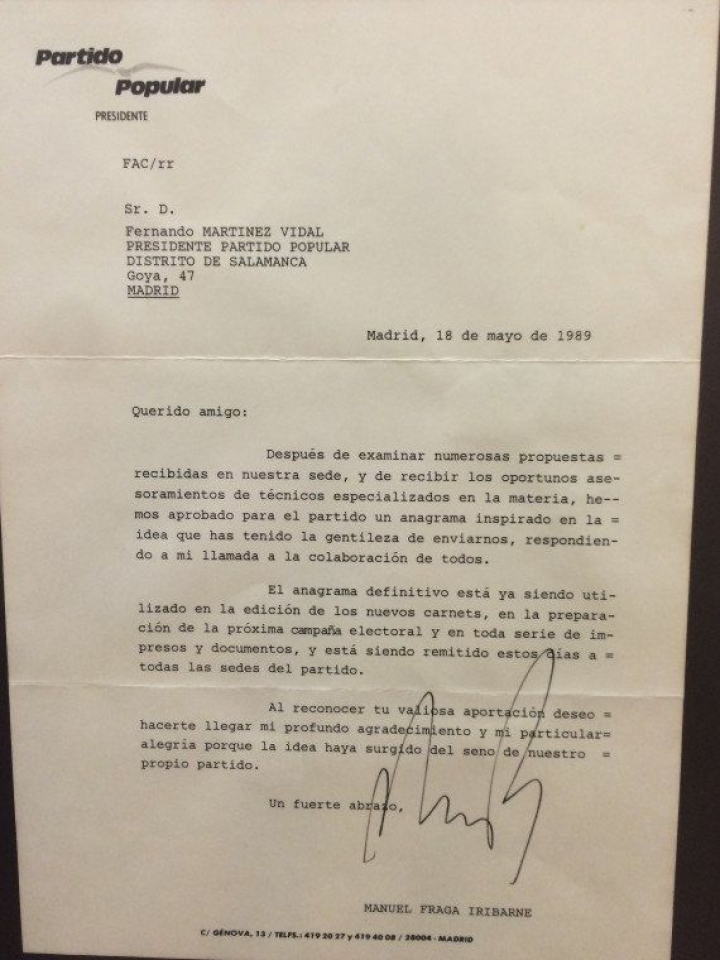 Partido
Popular
PRESIDENTE
FAC/rr
Sr. D.
Fernando MARTINEZ VIDAL
PRESIDENTE PARTIDO POPULAR
DISTRITO DE SALAMANCA
Goya, 47
MADRID
Madrid, 18 de mayo de 1989
Querido amigo:
Después de examinar numerosas propuestas =
recibidas en nuestra sede, y de recibir los oportunos ase-
soramientos de técnicos especializados en la materia, he--
mos aprobado para el partido un anagrama inspirado en la =
idea que has tenido la gentileza de enviarnos, respondien-
do a mi llamada a la colaboración de todos.
El anagrama definitivo está ya siendo uti-
lizado en la edición de los nuevos carnets, en la prepara-
ción de la próxima campaña electoral y en toda serie de im-
presos y documentos, y está siendo remitido estos días a =
todas las sedes del partido.
Al reconocer tu valiosa aportación deseo =
hacerte llegar mi profundo agradecimiento y mi particular=
alegría porque la idea haya surgido del seno de nuestro =
propio partido.
Un fuerte abrazo,
MANUEL FRAGA IRIBARNE
C/ GÉNOVA, 13 / TELFS.: 419 20 27 y 419 40 08 / 28004 - MADRID